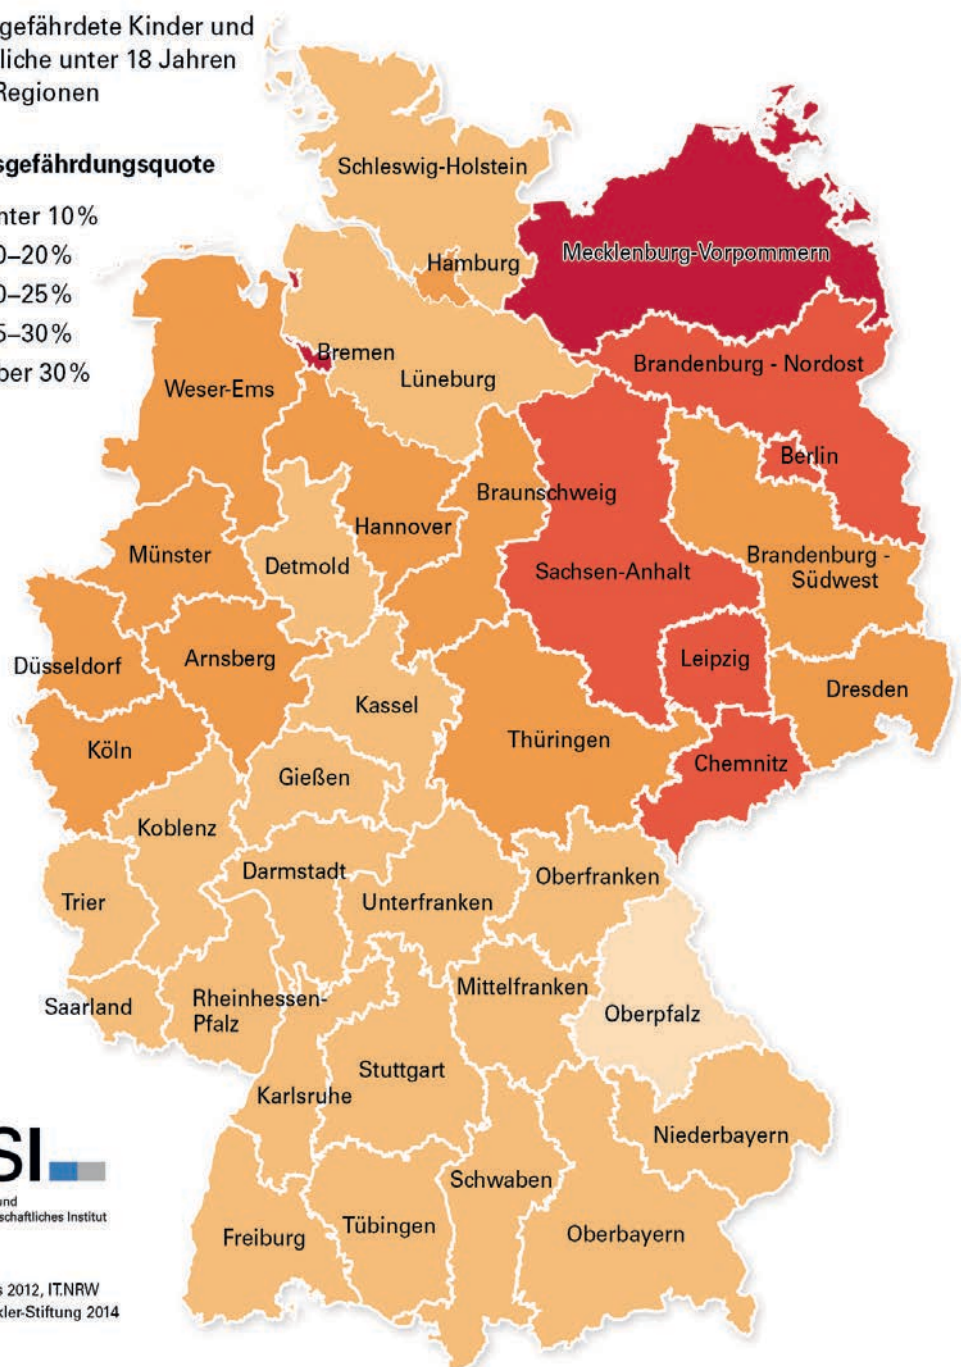 gefährdete Kinder und
liche unter 18 Jahren
Regionen
sgefährdungsquote
nter 10%
0–20%
0–25%
5–30%
ber 30%
Schleswig-Holstein
Hamburg
Mecklenburg-Vorpommern
Bremen
Lüneburg
Weser-Ems
Brandenburg - Nordost
Berlin
Braunschweig
Hannover
Münster
Detmold
Sachsen-Anhalt
Brandenburg -
Südwest
Düsseldorf
Arnsberg
Leipzig
Dresden
Kassel
Köln
Thüringen
Chemnitz
Gießen
Koblenz
Darmstadt
Oberfranken
Trier
Unterfranken
Mittelfranken
Saarland
Rheinhessen-
Pfalz
Oberpfalz
Stuttgart
Karlsruhe
Niederbayern
SI
und
schaftliches Institut
Schwaben
Freiburg
Tübingen
Oberbayern
s 2012, IT.NRW
kler-Stiftung 2014